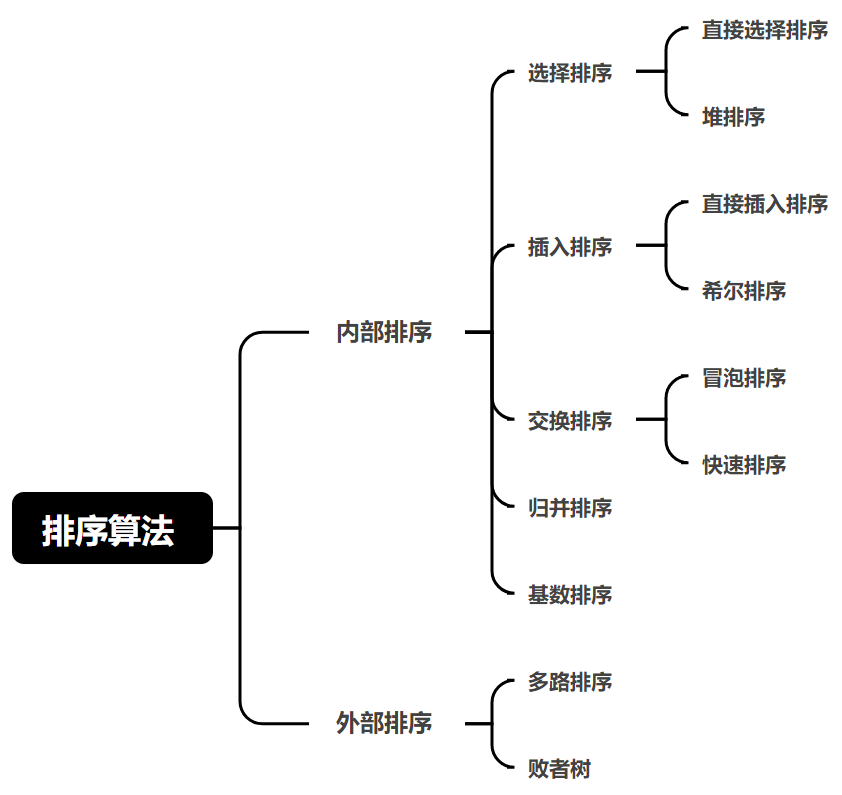 排序算法
内部排序
选择排序
直接选择排序
堆排序
插入排序
直接插入排序
希尔排序
交换排序
冒泡排序
快速排序
归并排序
基数排序
外部排序
多路排序
败者树